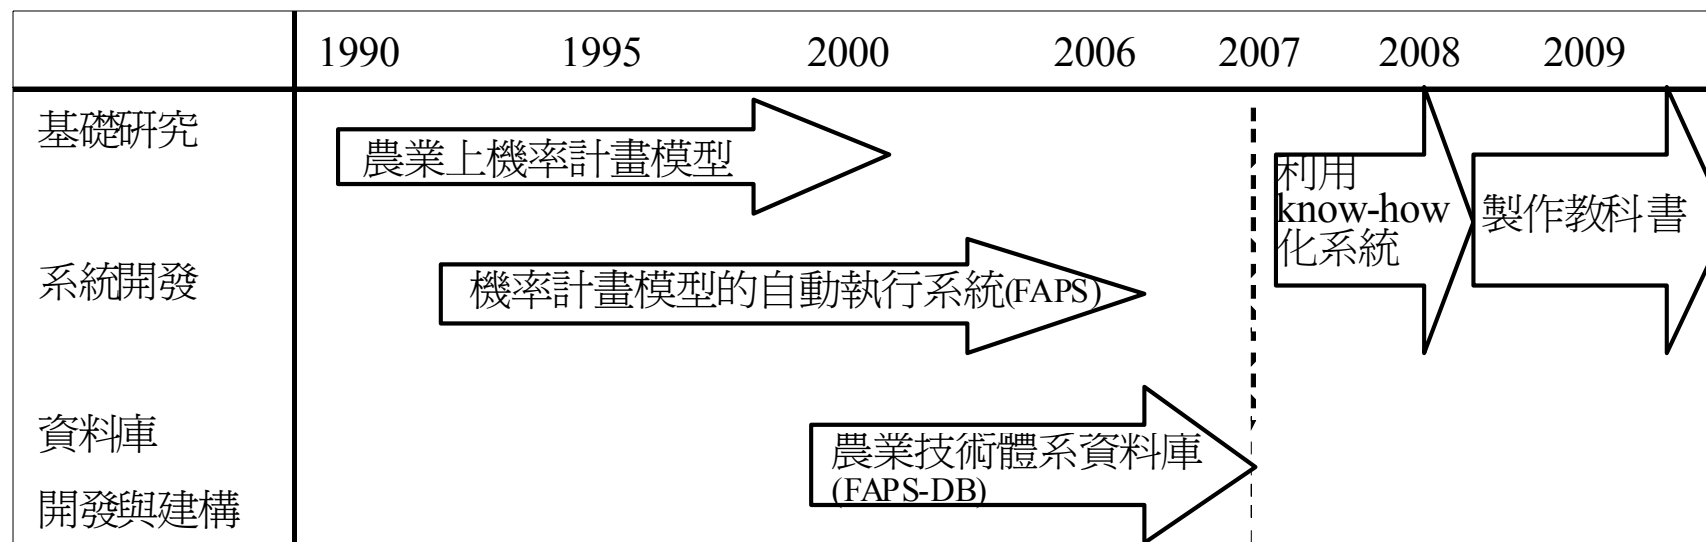 1990 1995 2000 2006 2007 2008 2009
基礎研究
農業上機率計畫模型
利用
know-how
化系統
製作教科書
系統開發
機率計畫模型的自動執行系統(FAPS)
資料庫
開發與建構
農業技術體系資料庫
(FAPS-DB)